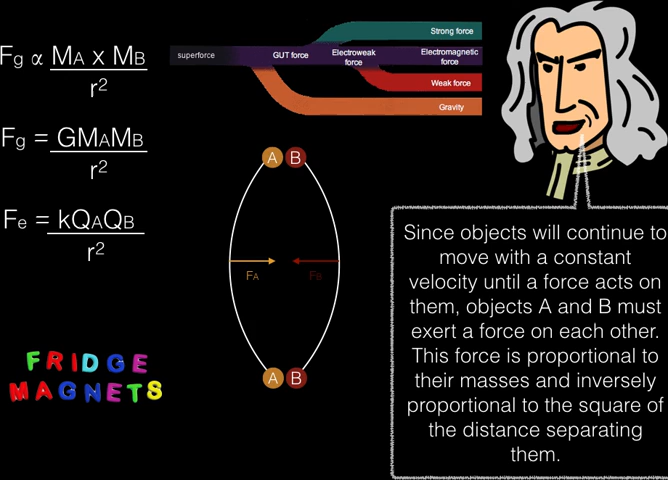 Fg ∝ MA x MB
r²
Fg = GMAMB
r²
Fe = kQAQB
r²
FRIDGE
MAGNETS
superforce
GUT force
Electroweak
force
Strong force
Electromagnetic
force
Weak force
Gravity
A B
FA FB
A B
Since objects will continue to
move with a constant
velocity until a force acts on
them, objects A and B must
exert a force on each other.
This force is proportional to
their masses and inversely
proportional to the square of
the distance separating
them.